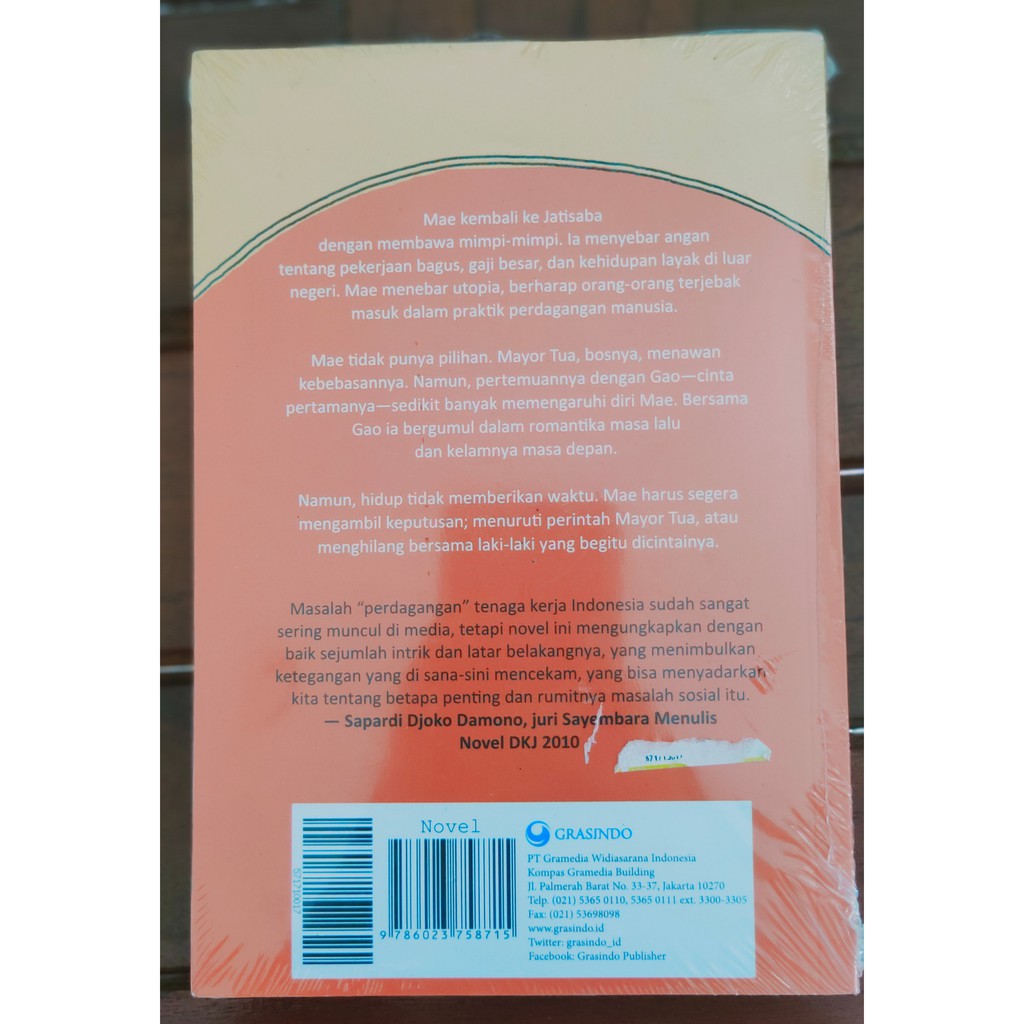 Mae kembali ke Jatisaba
dengan membawa mimpi-mimpi. Ia menyebar angan
tentang pekerjaan bagus, gaji besar, dan kehidupan layak di luar
negeri. Mae menebar utopia, berharap orang-orang terjebak
masuk dalam praktik perdagangan manusia.
Mae tidak punya pilihan. Mayor Tua, bosnya, menawan
kebebasannya. Namun, pertemuannya dengan Gao—cinta
pertamanya—sedikit banyak memengaruhi diri Mae. Bersama
Gao ia bergumul dalam romantika masa lalu
dan kelamnya masa depan.
Namun, hidup tidak memberikan waktu. Mae harus segera
mengambil keputusan; menuruti perintah Mayor Tua, atau
menghilang bersama laki-laki yang begitu dicintainya.
Masalah “perdagangan” tenaga kerja Indonesia sudah sangat
sering muncul di media, tetapi novel ini mengungkapkan dengan
baik sejumlah intrik dan latar belakangnya, yang menimbulkan
ketegangan yang di sana-sini mencekam, yang bisa menyadarkan
kita tentang betapa penting dan rumitnya masalah sosial itu.
— Sapardi Djoko Damono, juri Sayembara Menulis
Novel DKJ 2010
571710017
Novel
9 786023 758715
GRASINDO
PT Gramedia Widiasarana Indonesia
Kompas Gramedia Building
Jl. Palmerah Barat No. 33-37, Jakarta 10270
Telp. (021) 5365 0110, 5365 0111 ext. 3300-3305
Fax: (021) 53698098
www.grasindo.id
Twitter: grasindo_id
Facebook: Grasindo Publisher